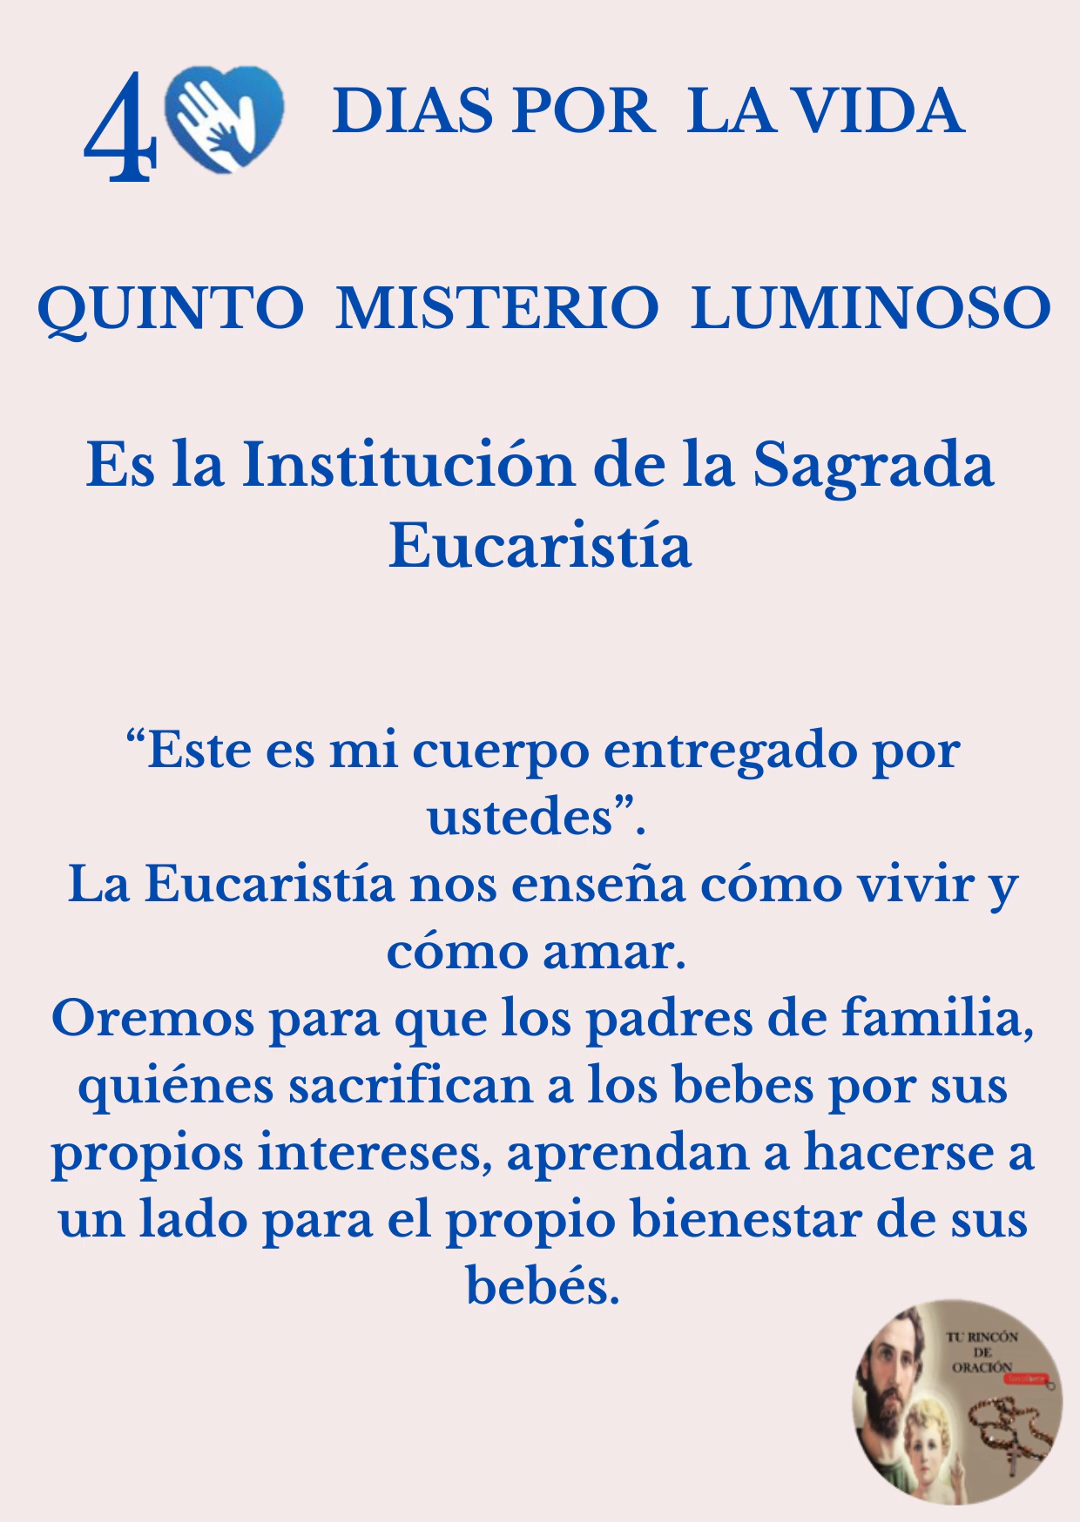 4 DIAS POR LA VIDA
QUINTO MISTERIO LUMINOSO
Es la Institución de la Sagrada
Eucaristía
“Este es mi cuerpo entregado por
ustedes”.
La Eucaristía nos enseña cómo vivir y
cómo amar.
Oremos para que los padres de familia,
quiénes sacrifican a los bebes por sus
propios intereses, aprendan a hacerse a
un lado para el propio bienestar de sus
bebés.
TU RINCÓN
DE
ORACIÓN